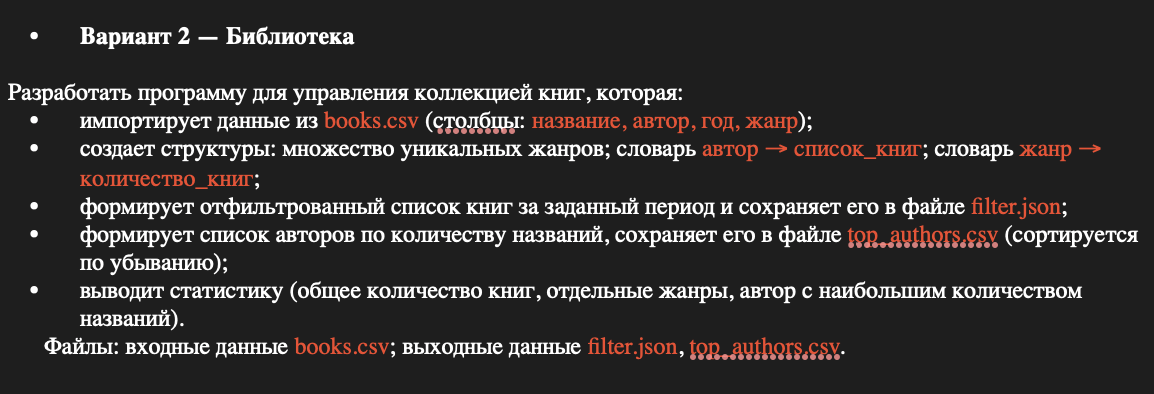 • Вариант 2 — Библиотека
Разработать программу для управления коллекцией книг, которая:
• импортирует данные из books.csv (столбцы: название, автор, год, жанр);
• создает структуры: множество уникальных жанров; словарь автор → список_книг; словарь жанр →
количество_книг;
• формирует отфильтрованный список книг за заданный период и сохраняет его в файле filter.json;
• формирует список авторов по количеству названий, сохраняет его в файле top_authors.csv (сортируется
по убыванию);
• выводит статистику (общее количество книг, отдельные жанры, автор с наибольшим количеством
названий).
Файлы: входные данные books.csv; выходные данные filter.json, top_authors.csv.